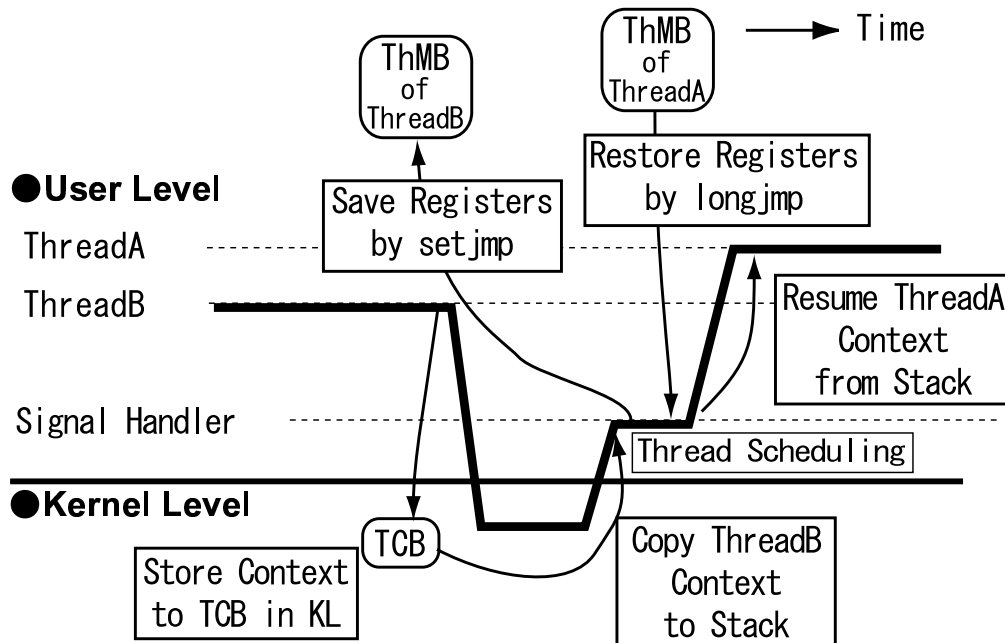 ThMB
of
ThreadB
ThMB
of
ThreadA
Time
Restore Registers
by longjmp
●User Level
Save Registers
by setjmp
ThreadA
ThreadB
Resume ThreadA
Context
from Stack
Signal Handler
Thread Scheduling
●Kernel Level
TCB
Store Context
to TCB in KL
Copy ThreadB
Context
to Stack